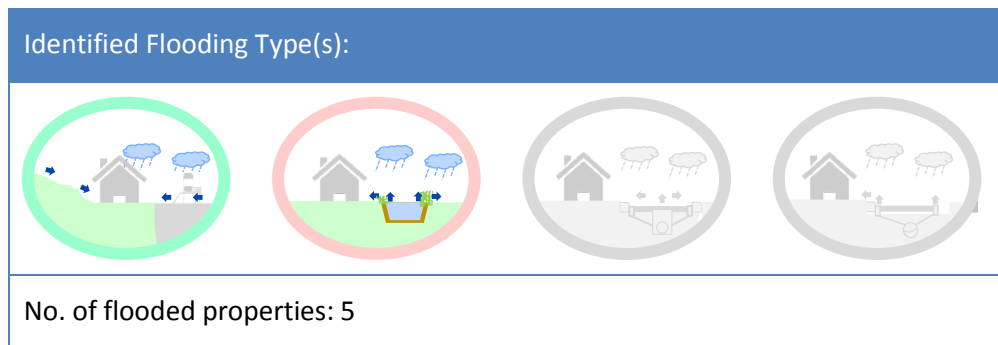 Identified Flooding Type(s):
No. of flooded properties: 5